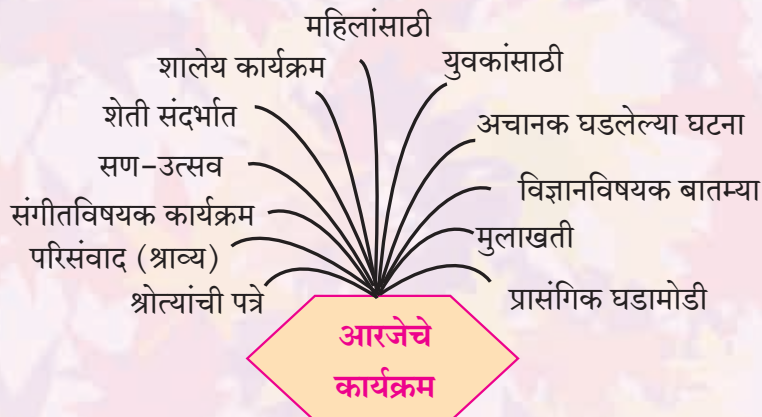 महिलांसाठी
शालेय कार्यक्रम
युवकांसाठी
शेती संदर्भात
अचानक घडलेल्या घटना
सण-उत्सव
विज्ञानविषयक बातम्या
संगीतविषयक कार्यक्रम
मुलाखती
परिसंवाद (श्राव्य)
श्रोत्यांची पत्रे
प्रासंगिक घडामोडी
आरजेचे
कार्यक्रम